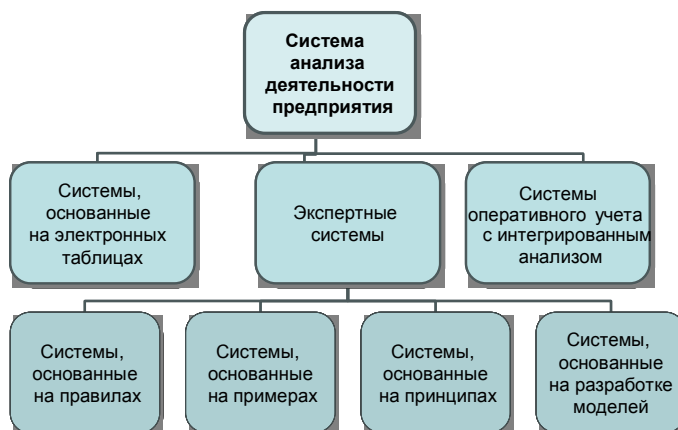 Система
анализа
деятельности
предприятия
Системы,
основанные
на электронных
таблицах
Экспертные
системы
Системы
оперативного учета
с интегрированным
анализом
Системы,
основанные
на правилах
Системы,
основанные
на примерах
Системы,
основанные
на принципах
Системы,
основанные
на разработке
моделей